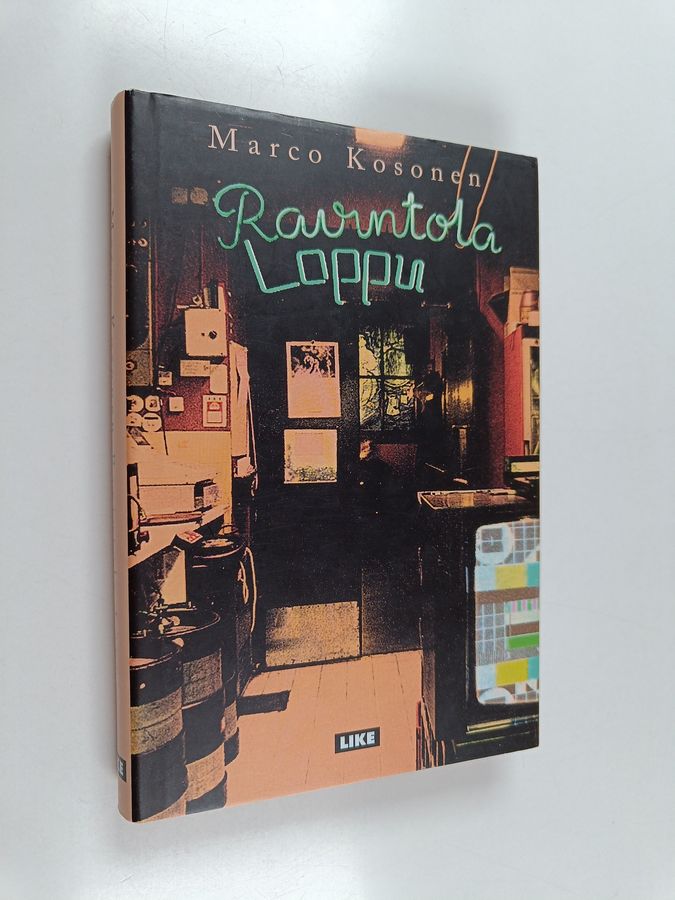 Marco Kosonen
Ravintola
Loppu
LIKE